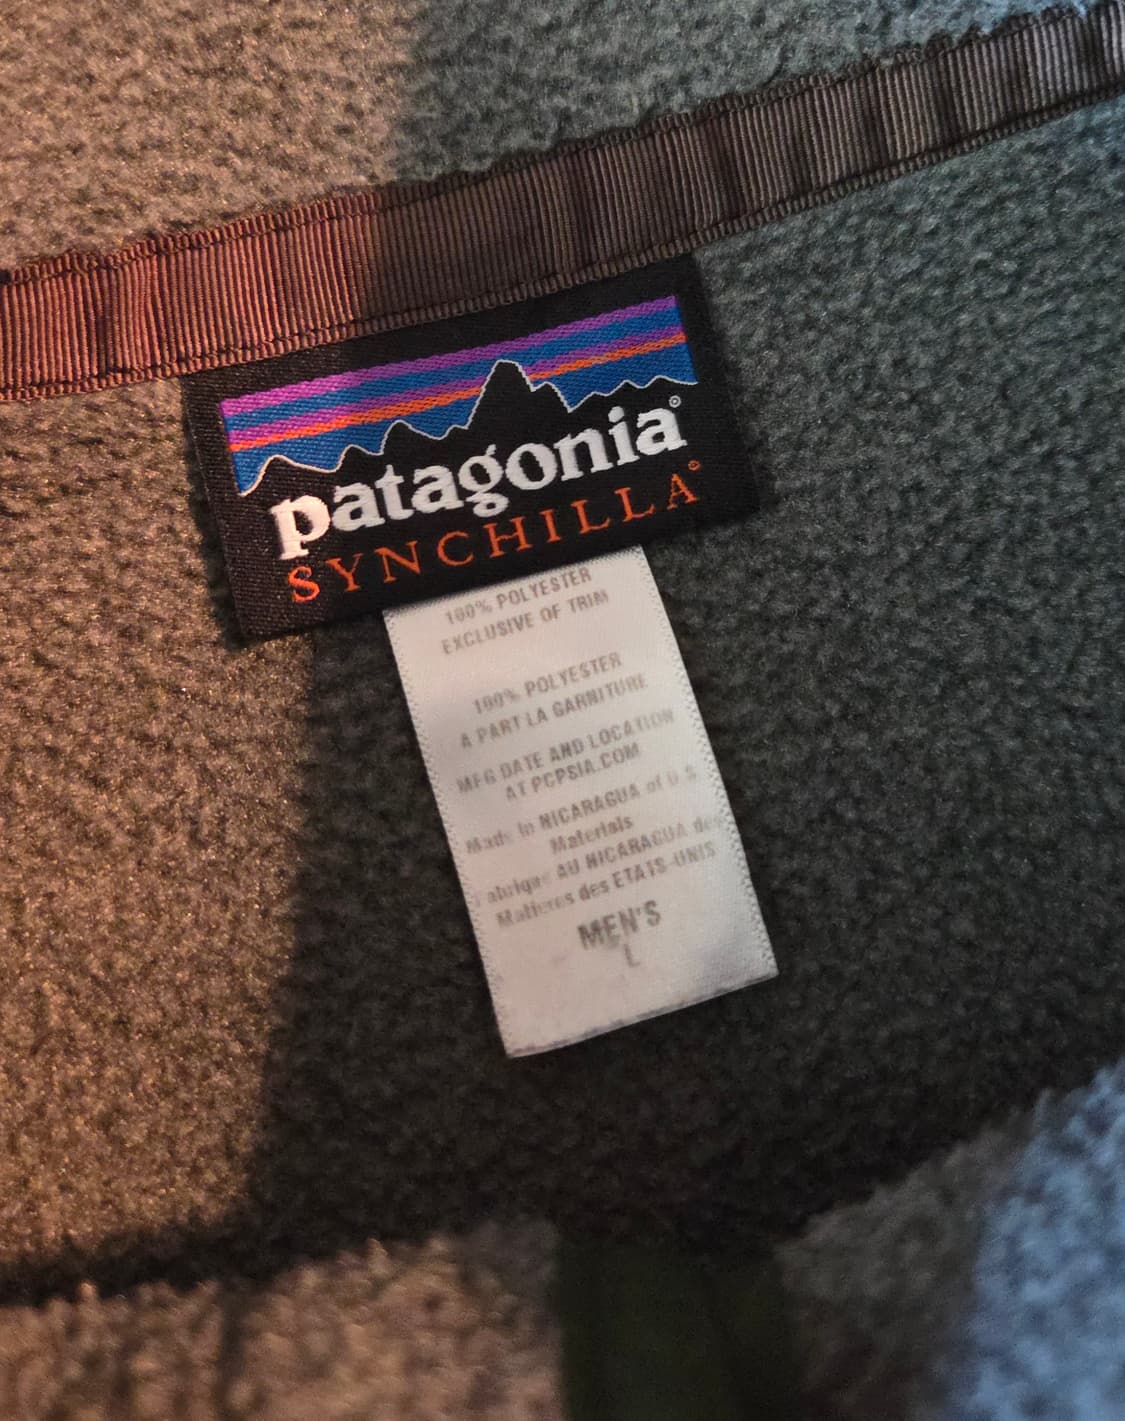 patagonia®
SYNCHILLA®
100% POLYESTER
EXCLUSIVE OF TRIM
100% POLYESTER
A PART LA GARNITURE
MFG DATE AND LOCATION
AT PCPSIA.COM
Made In NICARAGUA of U.S.
Materials
Fabrique AU NICARAGUA des
Matieres des ETATS-UNIS
MEN'S
L